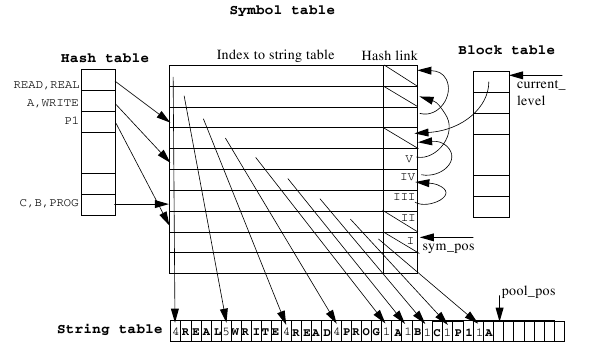 Symbol table
Hash table
Index to string table
Hash link
Block table
READ,REAL
A,WRITE
P1
current_
level
V
IV
III
C,B,PROG
II
I
sym_pos
pool_pos
String table
4REAL5WRITE4READ4PROG1A1B1C1P11A